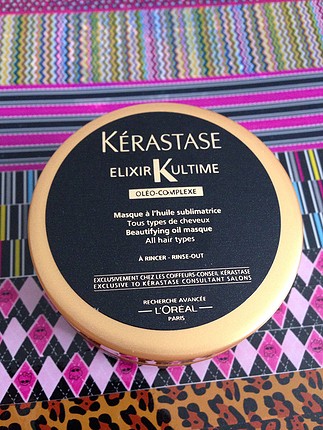 KÉRASTASE
ELIXIR KULTIME
OLÉO-COMPLEXE
Masque à l'huile sublimatrice
Tous types de cheveux
Beautifying oil masque
All hair types
À RINCER - RINSE-OUT
EXCLUSIVEMENT CHEZ LES COIFFEURS-CONSEIL KÉRASTASE
EXCLUSIVE TO KÉRASTASE CONSULTANT SALONS
RECHERCHE AVANCÉE
L'ORÉAL
PARIS